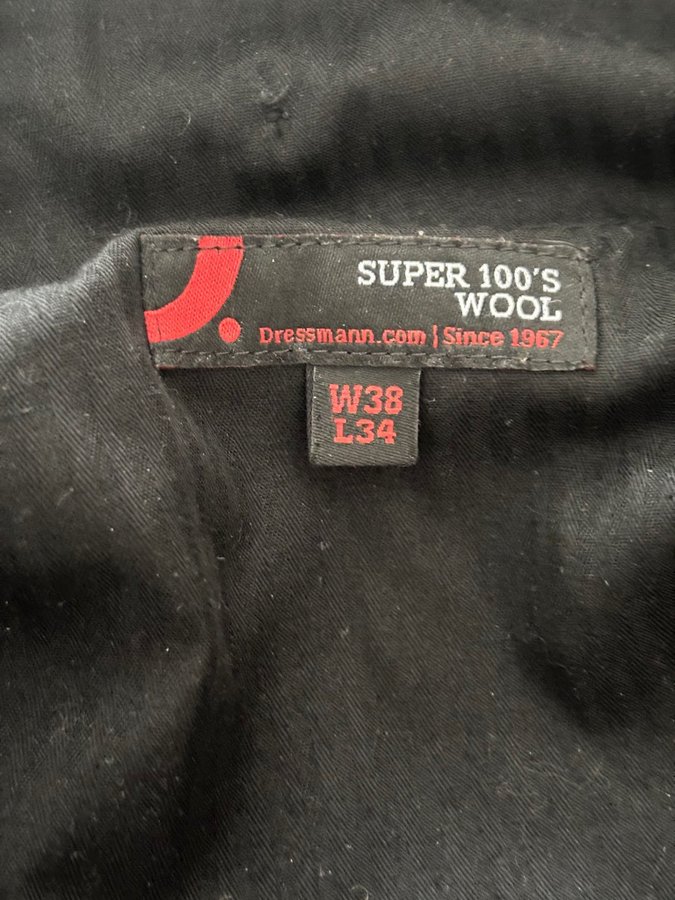 SUPER 100'S
WOOL
Dressmann.com | Since 1967
W38
L34